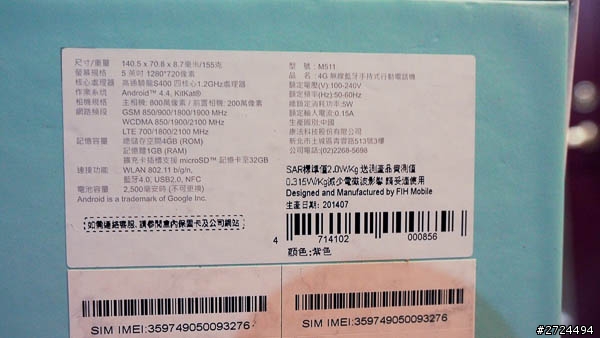 尺寸/重量 140.5 x 70.8 x 8.7毫米/155克
螢幕規格 5 英吋 1280*720像素
核心處理器 高通驍龍S400 四核心1.2GHz處理器
作業系統 Android™ 4.4, KitKat®
相機規格 主相機: 800萬像素 / 前置相機: 200萬像素
網路頻段 GSM 850/900/1800/1900 MHz
WCDMA 850/900/1900/2100 MHz
LTE 700/1800/2100 MHz
記憶容量 總儲存空間4GB (ROM)
記憶體1GB (RAM)
擴充卡插槽支援 microSD™ 記憶卡至32GB
連接功能 WLAN 802.11 b/g/n,
藍牙4.0, USB2.0, NFC
電池容量 2,500毫安時 (不可更換)
Android is a trademark of Google Inc.
如需連絡客服, 請參閱盒內保留卡及公司網站
型 號: M511
品 名: 4G 無線藍牙手持式行動電話機
額定電壓(V):100-240V
額定頻率(Hz):50-60Hz
總額定消耗功率:5W
額定輸入電流:0.15A
生產國別:中國
康法科技股份有限公司
新北市土城區青雲路513號3樓
公司電話:(02)2268-5698
SAR標準值2.0W/Kg 送測產品實測值
0.315W/Kg減少電磁波影響 請妥適使用
Designed and Manufactured by FIH Mobile
生產日期: 201407
4 714102 000856
顏色:紫色
SIM IMEI:359749050093276
SIM IMEI:359749050093276
#2724494